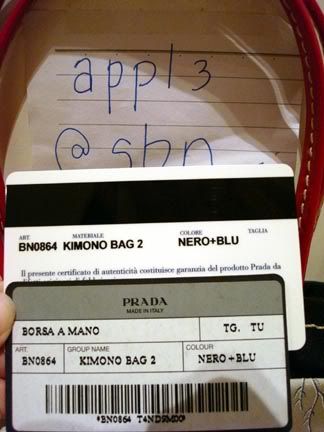 appl3
@sbn
ART. MATERIALE COLORE TAGLIA
BN0864 KIMONO BAG 2 NERO+BLU
Il presente certificato di autenticità costituisce garanzia del prodotto Prada da
PRADA
MADE IN ITALY
BORSA A MANO TG. TU
ART. GROUP NAME COLOUR
BN0864 KIMONO BAG 2 NERO+BLU
*BN0864 T4ND5M00*